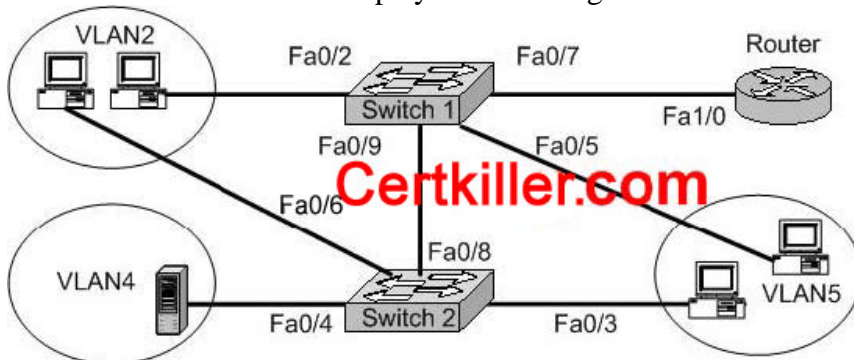 VLAN2
Fa0/2
Fa0/7
Router
Switch 1
Fa1/0
Fa0/9
Fa0/5
Certkiller.com
Fa0/6
Fa0/8
VLAN4
VLAN5
Fa0/4
Switch 2
Fa0/3